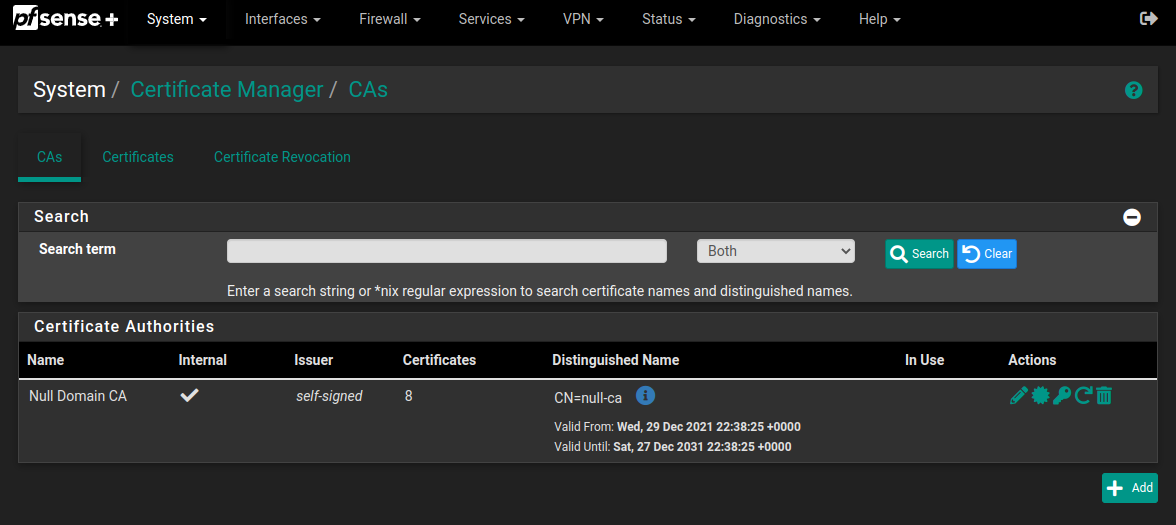 pfsense+ System Interfaces Firewall Services VPN Status Diagnostics Help
System / Certificate Manager / CAs
CAs Certificates Certificate Revocation
Search
Search term Both Search Clear
Enter a search string or *nix regular expression to search certificate names and distinguished names.
Certificate Authorities
Name Internal Issuer Certificates Distinguished Name In Use Actions
Null Domain CA self-signed 8 CN=null-ca
Valid From: Wed, 29 Dec 2021 22:38:25 +0000
Valid Until: Sat, 27 Dec 2031 22:38:25 +0000
Add